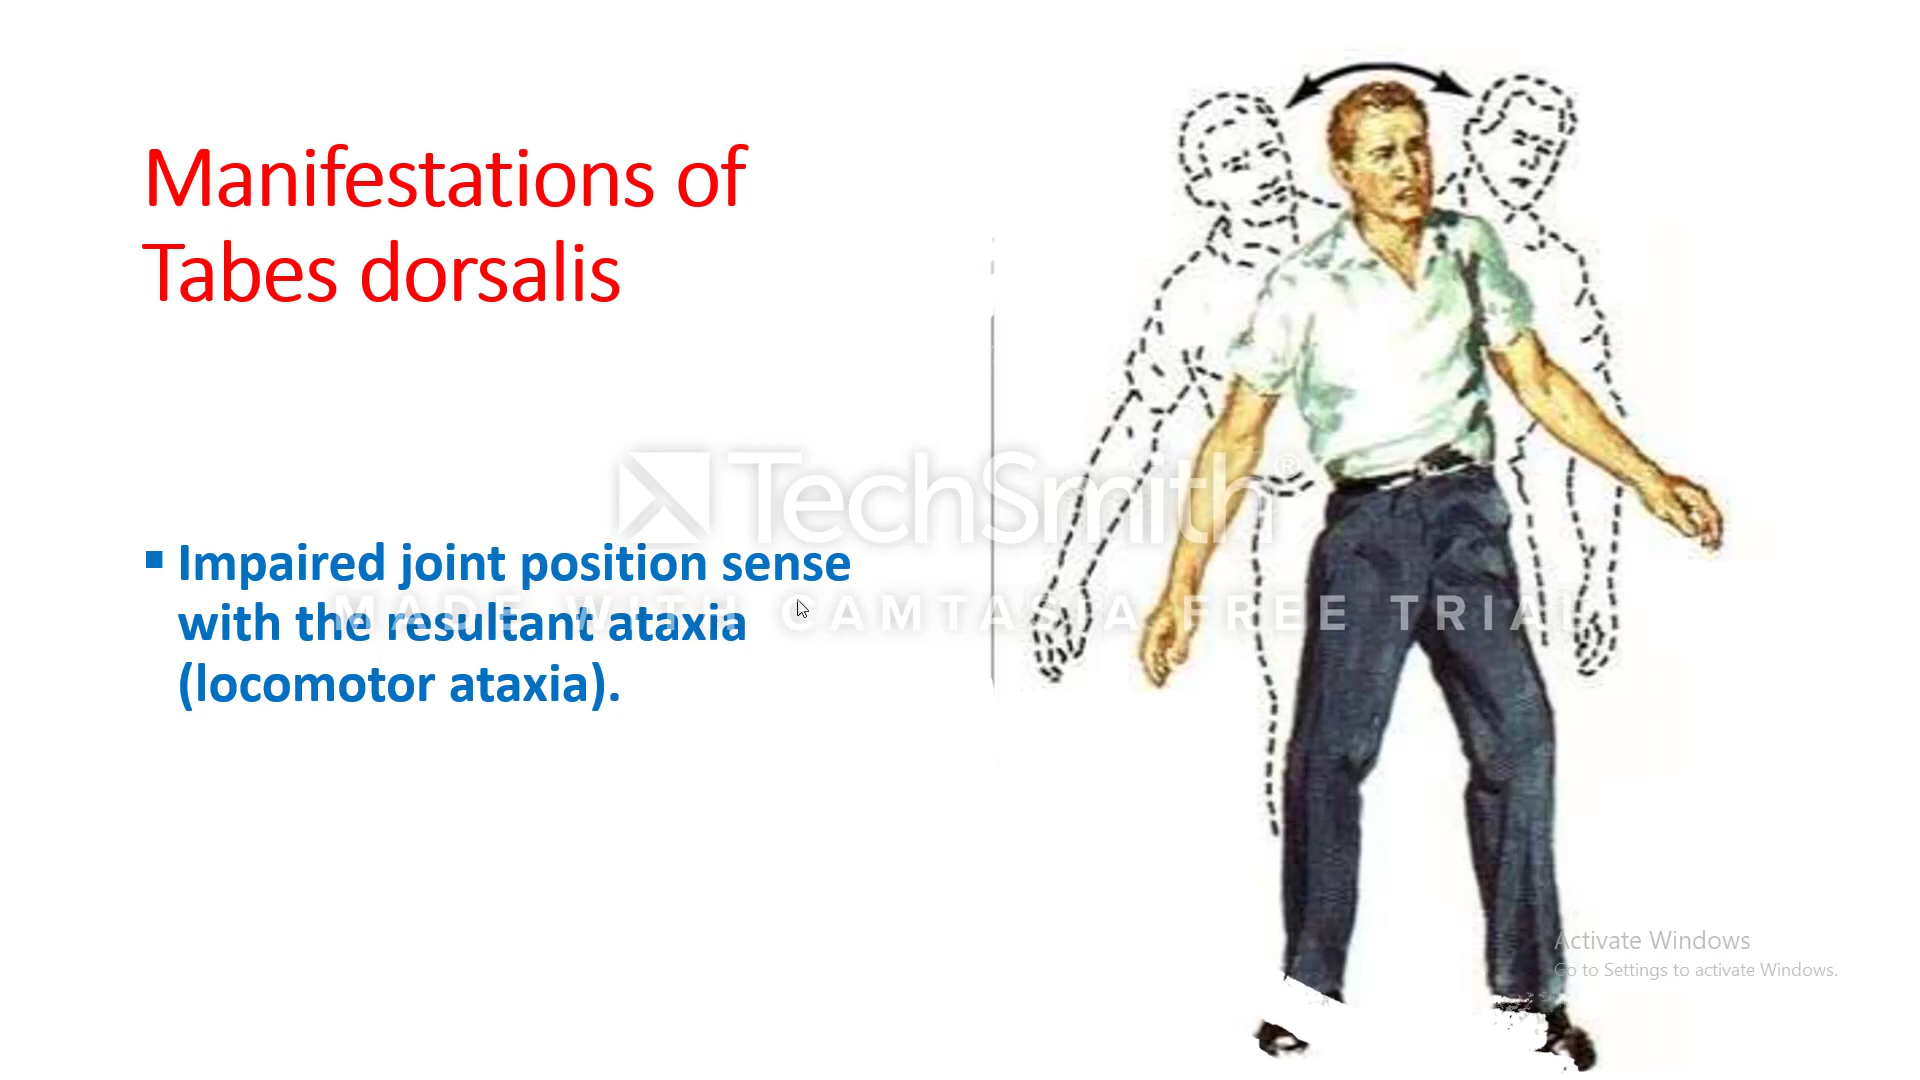 Manifestations of
Tabes dorsalis
TechSmith®
▪ Impaired joint position sense
MADE WITH CAMTASIA FREE TRIAL
with the resultant ataxia
(locomotor ataxia).
Activate Windows
Go to Settings to activate Windows.